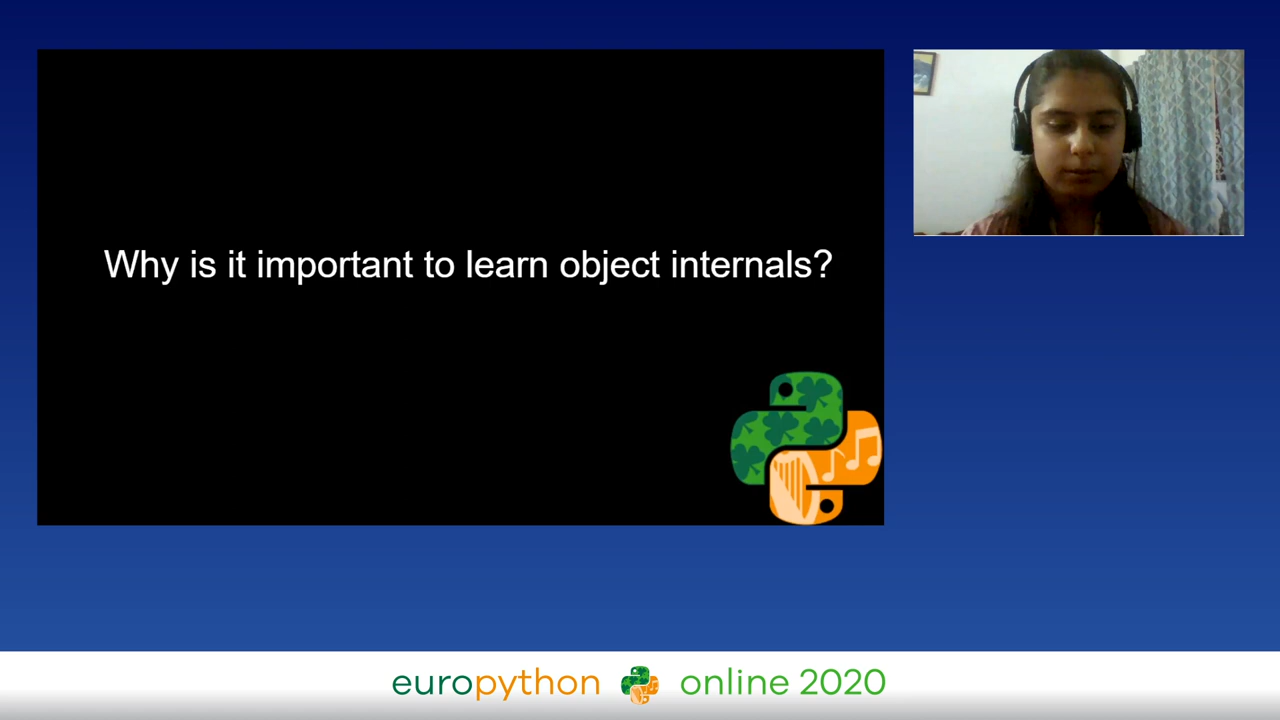 Why is it important to learn object internals?
europython online 2020